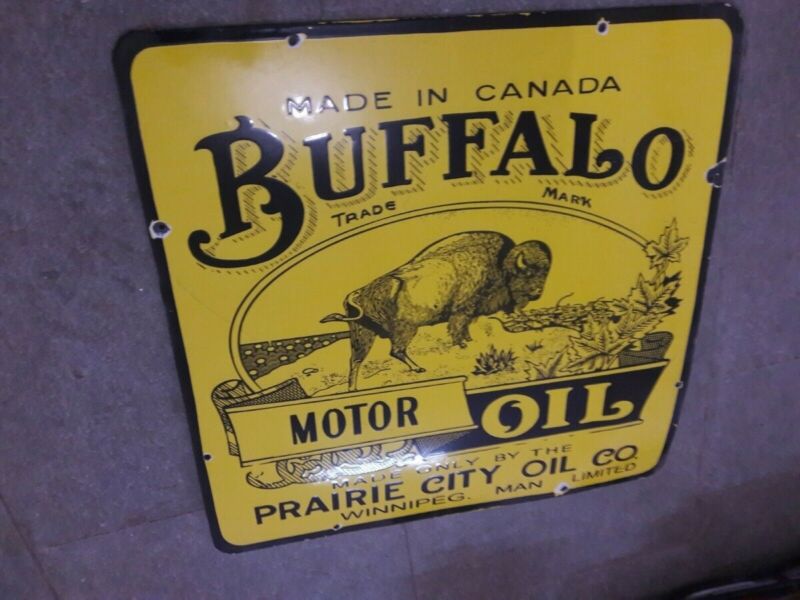 MADE IN CANADA
BUFFALO
TRADE MARK
MOTOR OIL
MADE ONLY BY THE
PRAIRIE CITY OIL CO.
WINNIPEG. MAN LIMITED